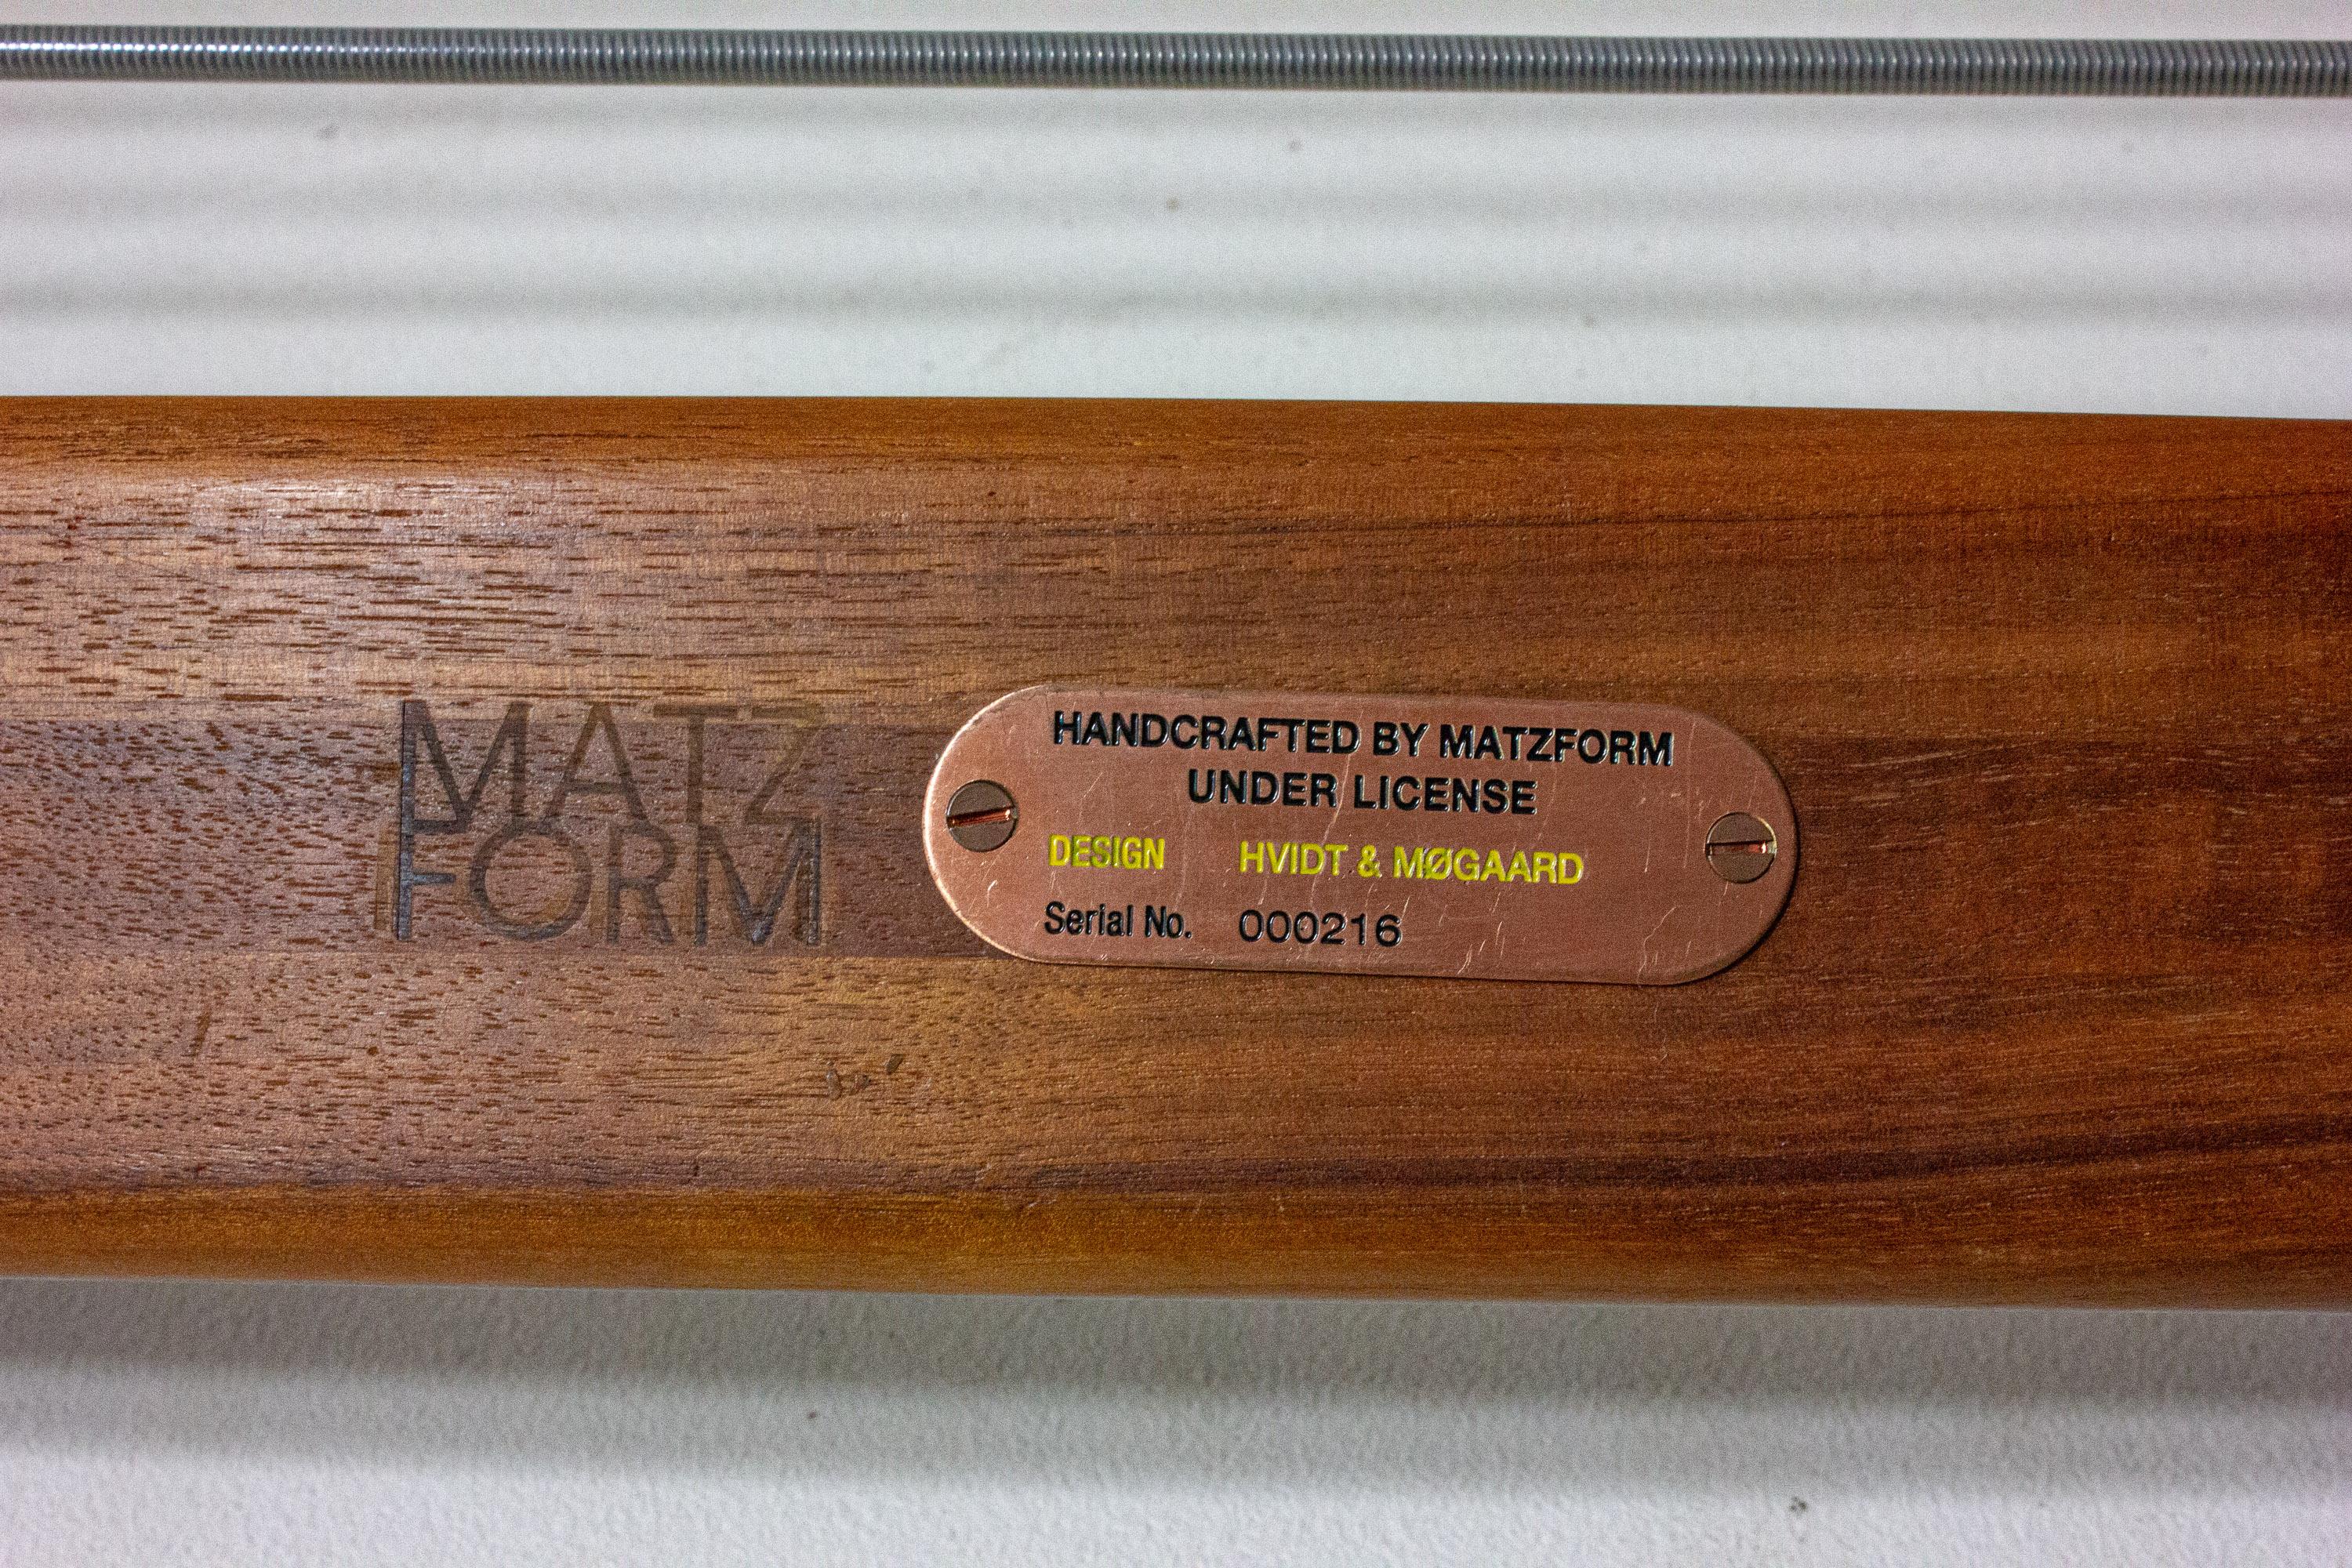 MATZ
FORM
HANDCRAFTED BY MATZFORM
UNDER LICENSE
DESIGN HVIDT & MØGAARD
Serial No. 000216